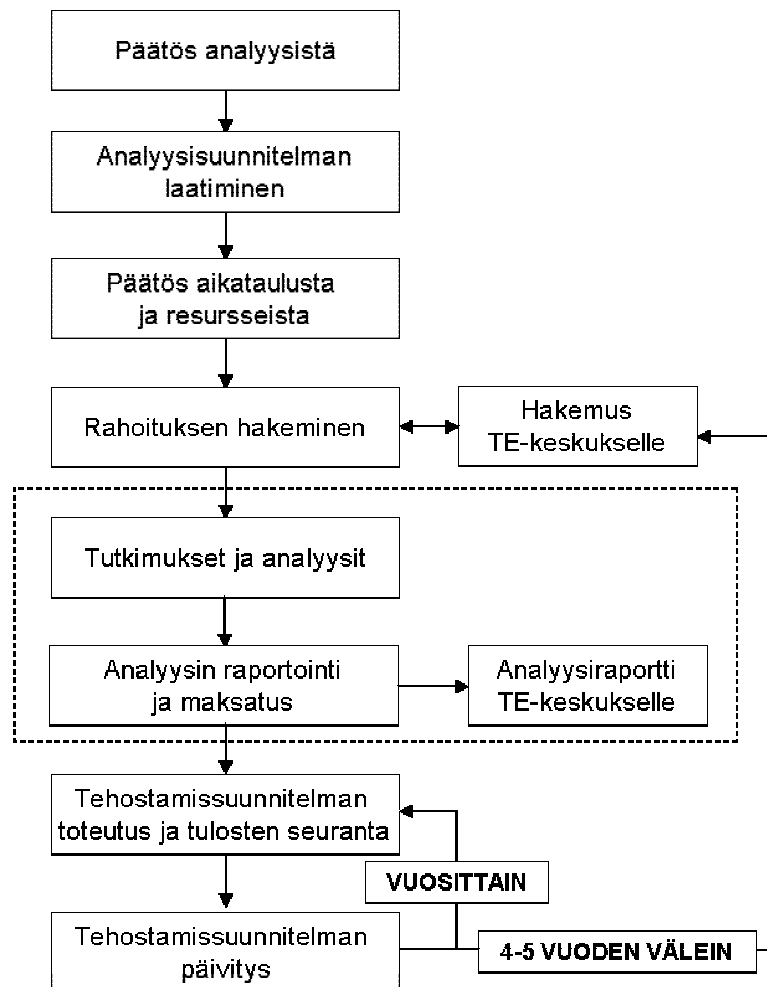 Päätös analyysistä
Analyysisuunnitelman
laatiminen
Päätös aikataulusta
ja resursseista
Rahoituksen hakeminen
Hakemus
TE-keskukselle
Tutkimukset ja analyysit
Analyysin raportointi
ja maksatus
Analyysiraportti
TE-keskukselle
Tehostamissuunnitelman
toteutus ja tulosten seuranta
VUOSITTAIN
Tehostamissuunnitelman
päivitys
4-5 VUODEN VÄLEIN